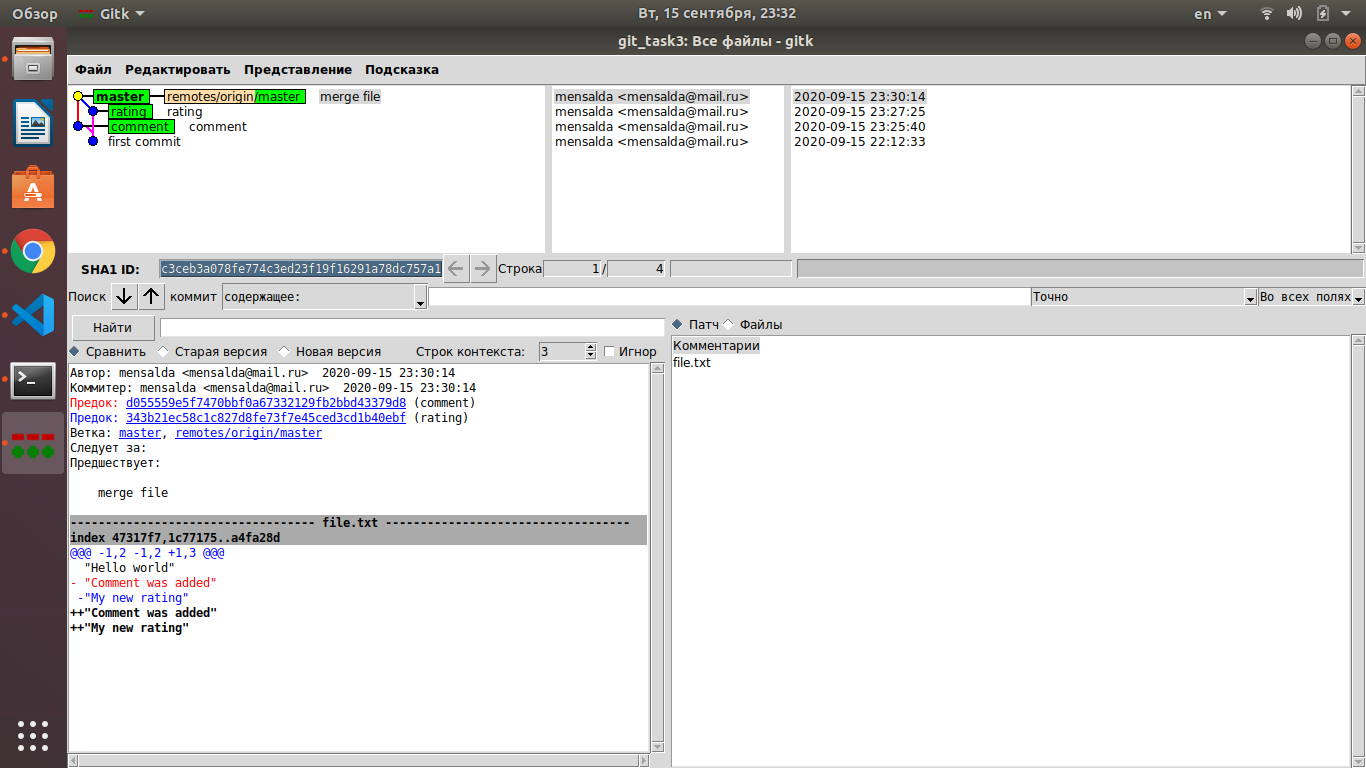 Обзор Gitk Вт, 15 сентября, 23:32 en
git_task3: Все файлы - gitk
Файл Редактировать Представление Подсказка
master remotes/origin/master merge file mensalda <mensalda@mail.ru> 2020-09-15 23:30:14
rating rating mensalda <mensalda@mail.ru> 2020-09-15 23:27:25
comment comment mensalda <mensalda@mail.ru> 2020-09-15 23:25:40
first commit mensalda <mensalda@mail.ru> 2020-09-15 22:12:33
SHA1 ID: c3ceb3a078fe774c3ed23f19f16291a78dc757a1 Строка 1 / 4
Поиск коммит содержащее: Точно Во всех полях
Найти
Сравнить Старая версия Новая версия Строк контекста: 3 Игнор
Патч Файлы
Автор: mensalda <mensalda@mail.ru> 2020-09-15 23:30:14
Коммитер: mensalda <mensalda@mail.ru> 2020-09-15 23:30:14
Предок: d055559e5f7470bbf0a67332129fb2bbd43379d8 (comment)
Предок: 343b21ec58c1c827d8fe73f7e45ced3cd1b40ebf (rating)
Ветка: master, remotes/origin/master
Следует за:
Предшествует:
merge file
---------------------------------- file.txt ----------------------------------
index 47317f7,1c77175..a4fa28d
@@@ -1,2 -1,2 +1,3 @@@
"Hello world"
- "Comment was added"
-"My new rating"
++"Comment was added"
++"My new rating"
Комментарии
file.txt